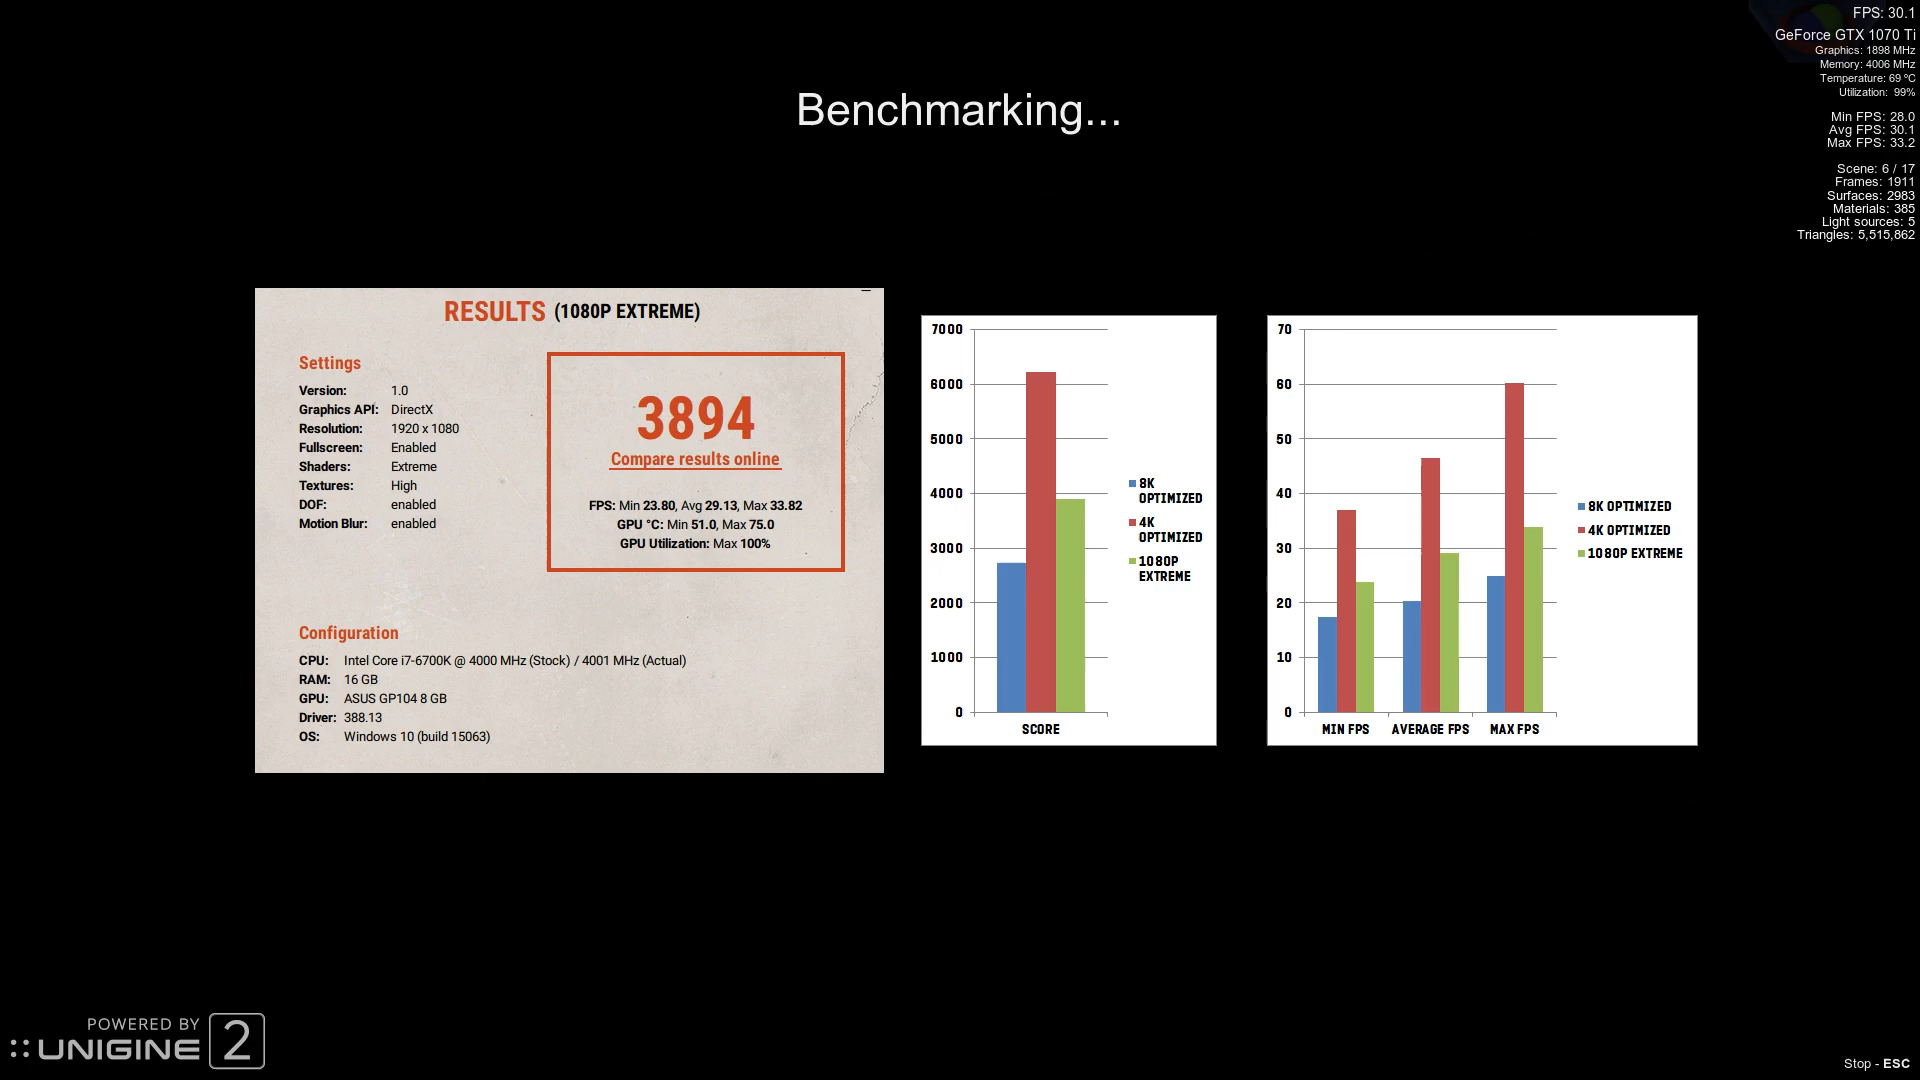 FPS: 30.1
GeForce GTX 1070 Ti
Graphics: 1898 MHz
Memory: 4006 MHz
Temperature: 69 °C
Utilization: 99%
Min FPS: 28.0
Avg FPS: 30.1
Max FPS: 33.2
Scene: 6 / 17
Frames: 1911
Surfaces: 2983
Materials: 385
Light sources: 5
Triangles: 5,515,862
Benchmarking...
RESULTS (1080P EXTREME)
Settings
Version: 1.0
Graphics API: DirectX
Resolution: 1920 x 1080
Fullscreen: Enabled
Shaders: Extreme
Textures: High
DOF: enabled
Motion Blur: enabled
3894
Compare results online
FPS: Min 23.80, Avg 29.13, Max 33.82
GPU °C: Min 51.0, Max 75.0
GPU Utilization: Max 100%
Configuration
CPU: Intel Core i7-6700K @ 4000 MHz (Stock) / 4001 MHz (Actual)
RAM: 16 GB
GPU: ASUS GP104 8 GB
Driver: 388.13
OS: Windows 10 (build 15063)
7000
6000
5000
4000
3000
2000
1000
0
SCORE
8K
OPTIMIZED
4K
OPTIMIZED
1080P
EXTREME
70
60
50
40
30
20
10
0
MIN FPS AVERAGE FPS MAX FPS
8K OPTIMIZED
4K OPTIMIZED
1080P EXTREME
POWERED BY
UNIGINE 2
Stop - ESC